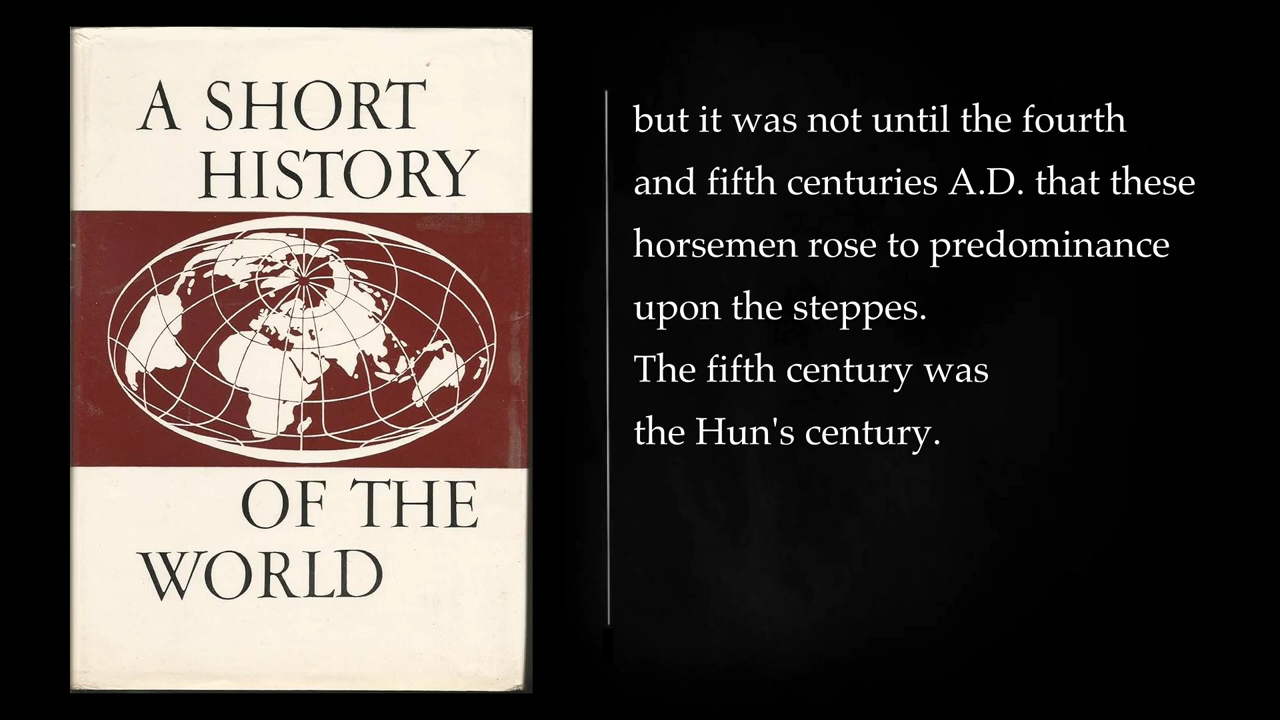 A SHORT
HISTORY
OF THE
WORLD
but it was not until the fourth
and fifth centuries A.D. that these
horsemen rose to predominance
upon the steppes.
The fifth century was
the Hun's century.